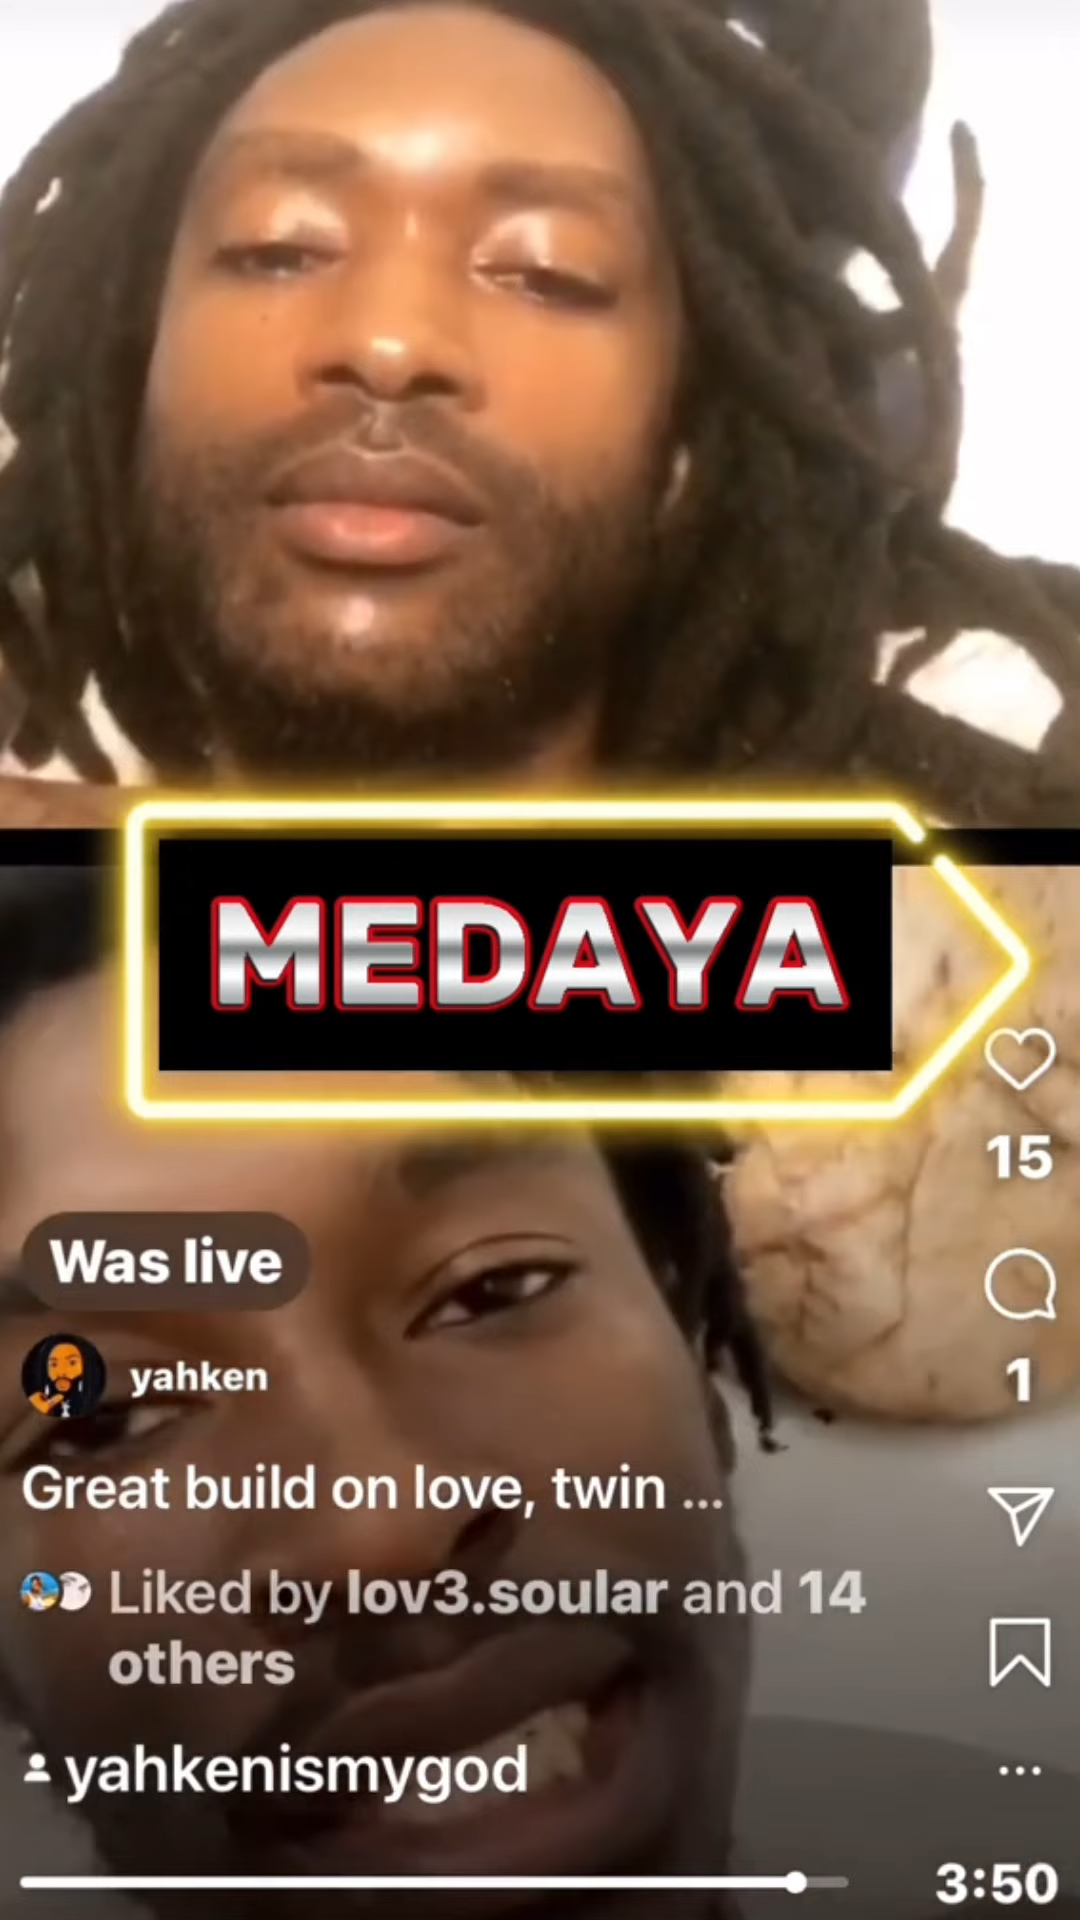 MEDAYA
15
Was live
yahken
1
Great build on love, twin ...
Liked by lov3.soular and 14
others
yahkenismygod
3:50